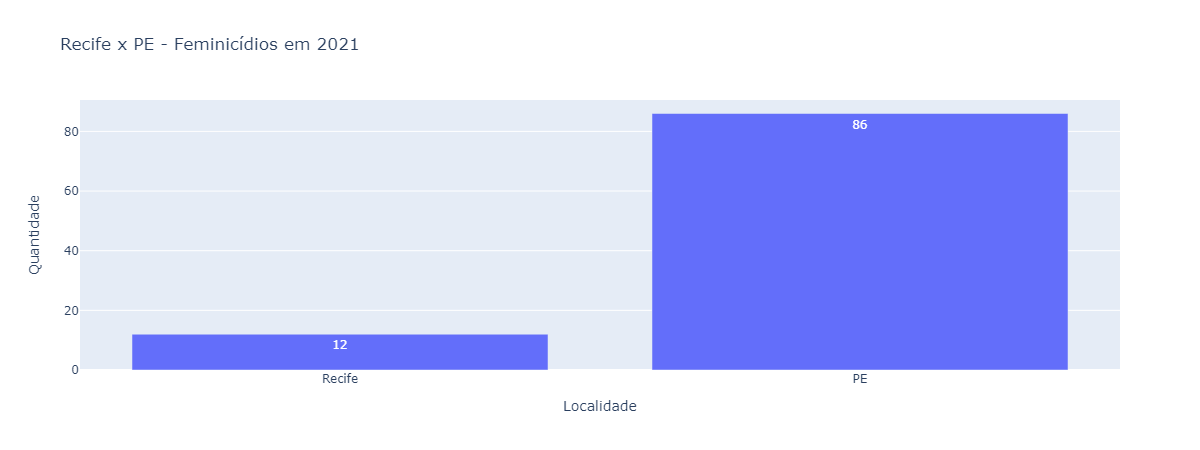 Recife x PE - Feminicídios em 2021
Quantidade
80
60
40
20
0
86
12
Recife
PE
Localidade